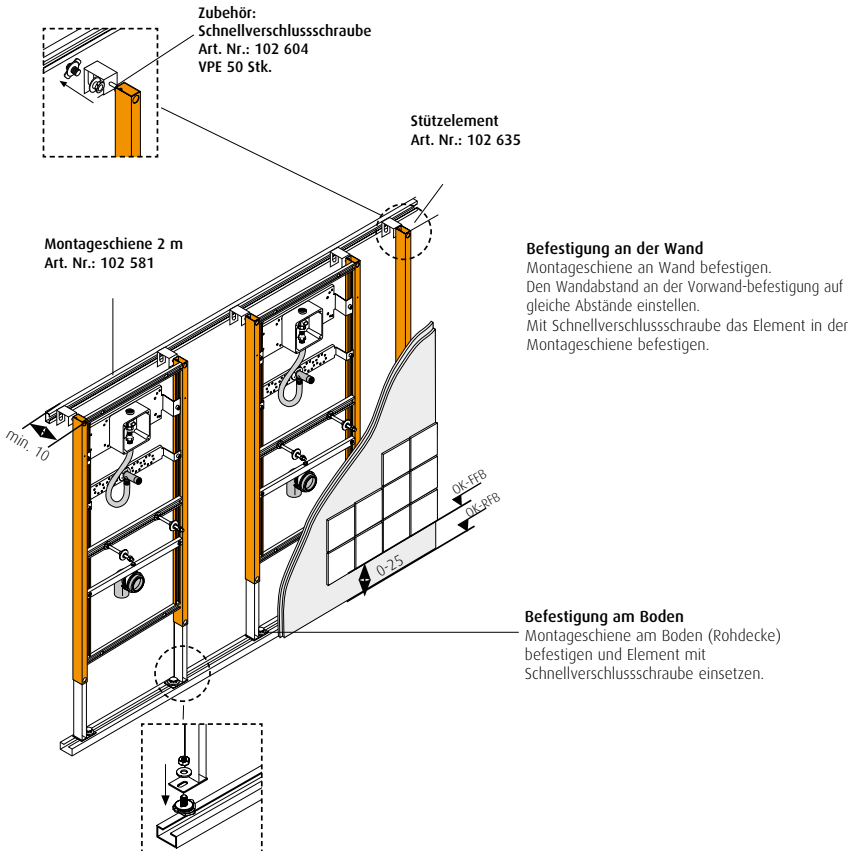 Zubehör:
Schnellverschlussschraube
Art. Nr.: 102 604
VPE 50 Stk.
Stützelement
Art. Nr.: 102 635
Montageschiene 2 m
Art. Nr.: 102 581
Befestigung an der Wand
Montageschiene an Wand befestigen.
Den Wandabstand an der Vorwand-befestigung auf
gleiche Abstände einstellen.
Mit Schnellverschlussschraube das Element in der
Montageschiene befestigen.
min. 10
OK-FFB
OK-RFB
0-25
Befestigung am Boden
Montageschiene am Boden (Rohdecke)
befestigen und Element mit
Schnellverschlussschraube einsetzen.